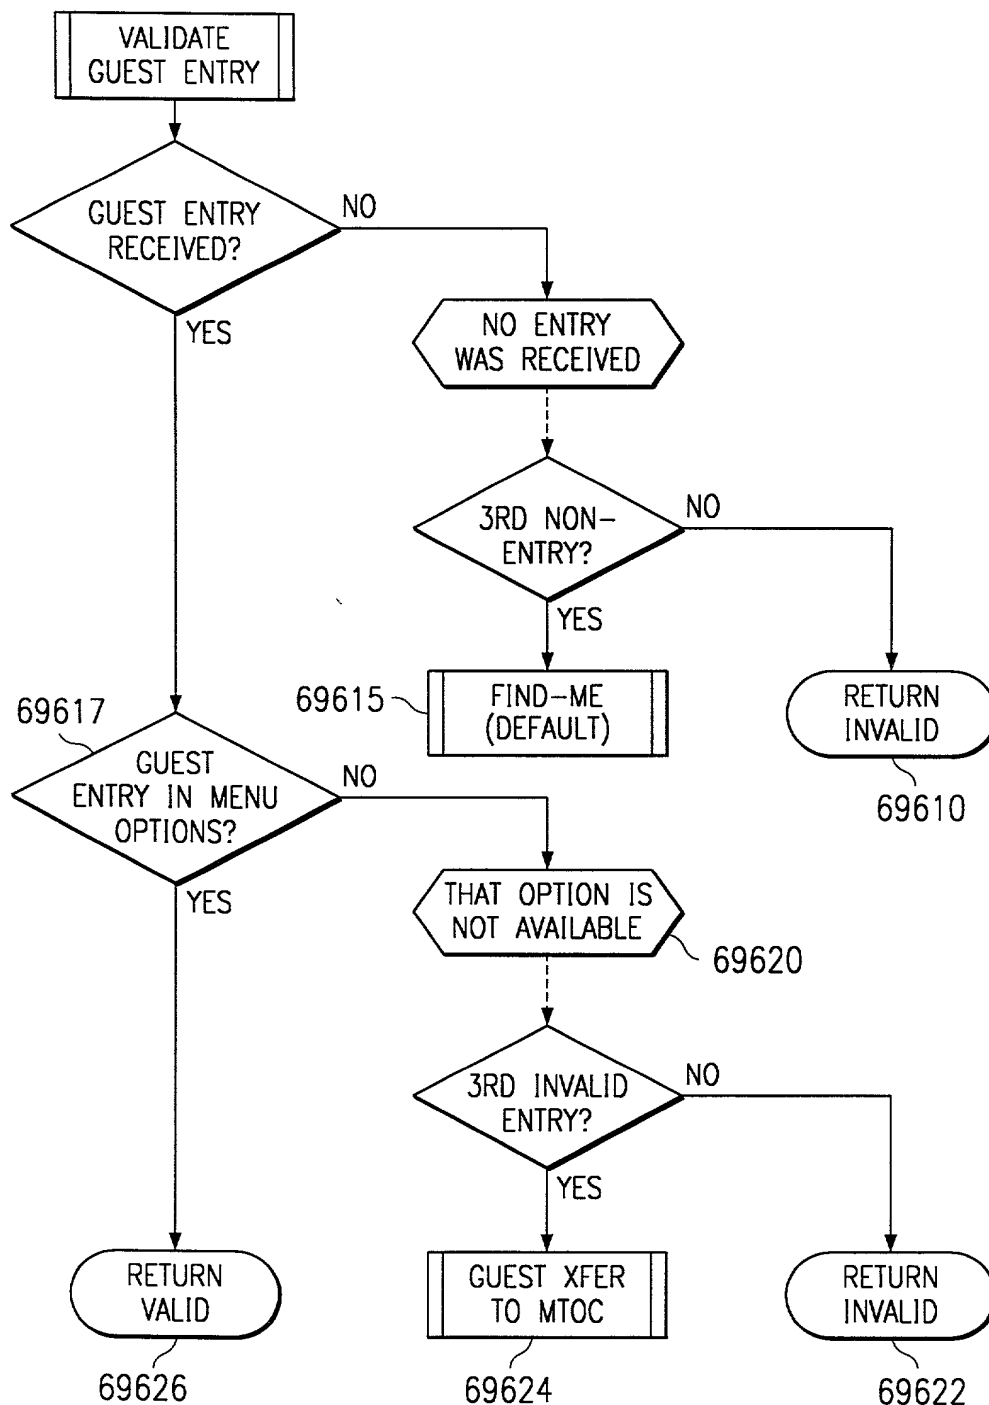 VALIDATE
GUEST ENTRY
GUEST ENTRY
RECEIVED?
NO
YES
NO ENTRY
WAS RECEIVED
3RD NON-
ENTRY?
NO
YES
69615
FIND-ME
(DEFAULT)
RETURN
INVALID
69610
69617
GUEST
ENTRY IN MENU
OPTIONS?
NO
YES
THAT OPTION IS
NOT AVAILABLE
69620
3RD INVALID
ENTRY?
NO
YES
RETURN
VALID
69626
GUEST XFER
TO MTOC
69624
RETURN
INVALID
69622